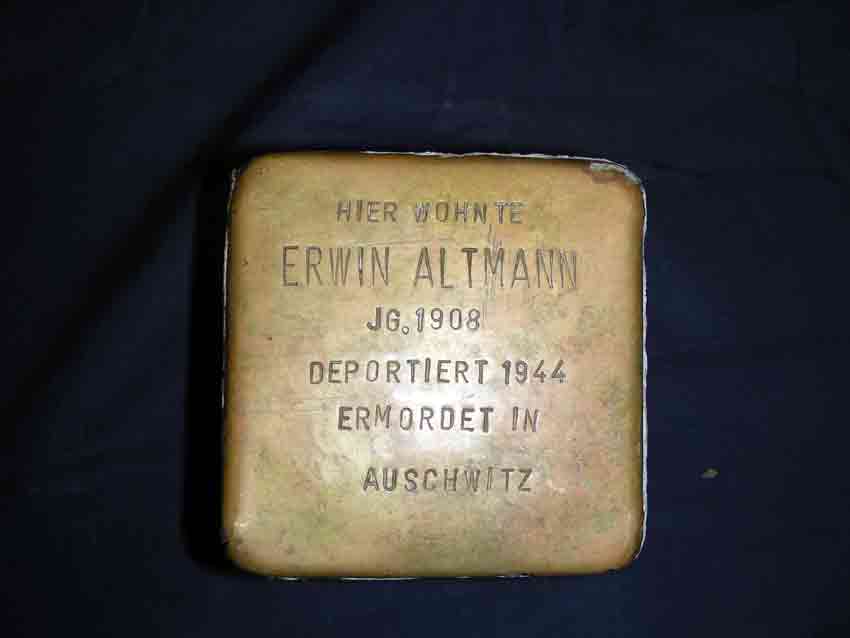 HIER WOHNTE
ERWIN ALTMANN
JG.1908
DEPORTIERT 1944
ERMORDET IN
AUSCHWITZ